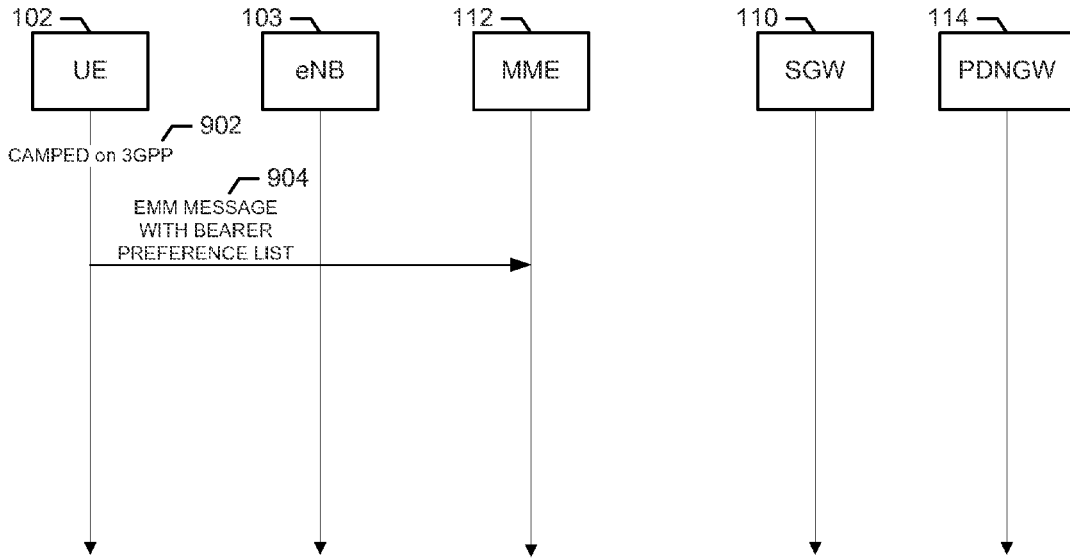 102
103
112
110
114
UE
eNB
MME
SGW
PDNGW
902
CAMPED on 3GPP
904
EMM MESSAGE
WITH BEARER
PREFERENCE LIST